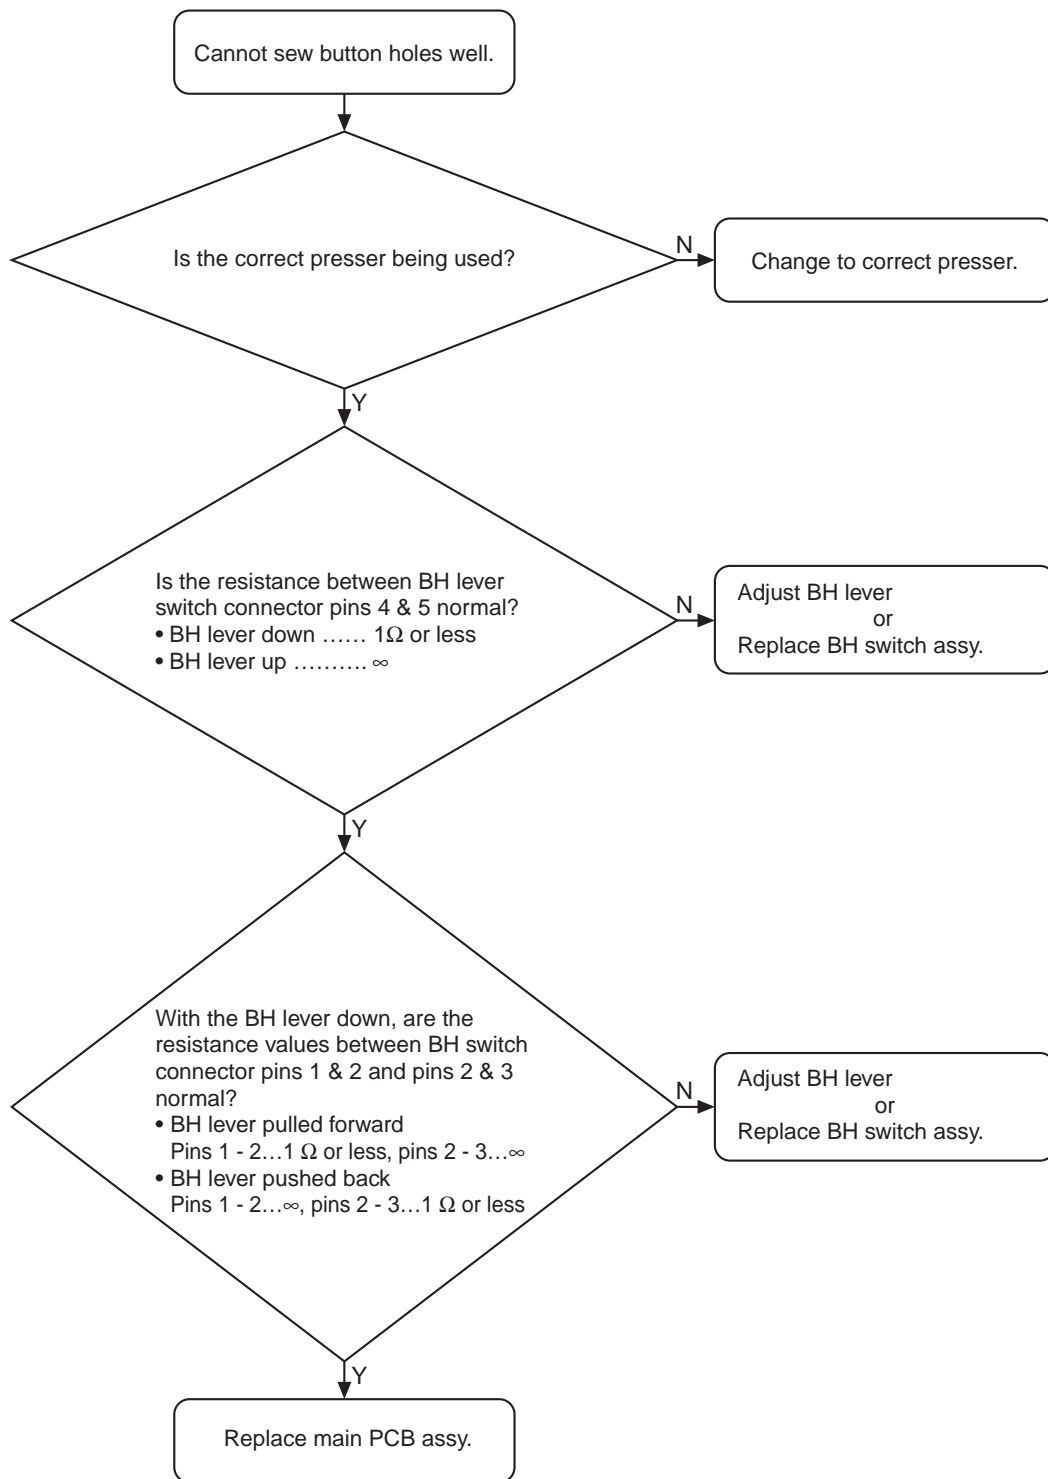 Cannot sew button holes well.
Is the correct presser being used?
N
Change to correct presser.
Y
Is the resistance between BH lever
switch connector pins 4 & 5 normal?
• BH lever down …… 1Ω or less
• BH lever up ………. ∞
N
Adjust BH lever
or
Replace BH switch assy.
Y
With the BH lever down, are the
resistance values between BH switch
connector pins 1 & 2 and pins 2 & 3
normal?
• BH lever pulled forward
Pins 1 - 2…1 Ω or less, pins 2 - 3…∞
• BH lever pushed back
Pins 1 - 2…∞, pins 2 - 3…1 Ω or less
N
Adjust BH lever
or
Replace BH switch assy.
Y
Replace main PCB assy.